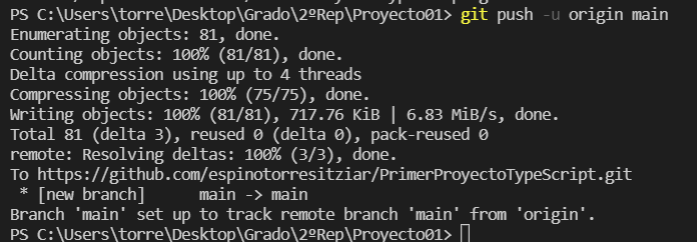 PS C:\Users\torre\Desktop\Grado\2ºRep\Proyecto01> git push -u origin main
Enumerating objects: 81, done.
Counting objects: 100% (81/81), done.
Delta compression using up to 4 threads
Compressing objects: 100% (75/75), done.
Writing objects: 100% (81/81), 717.76 KiB | 6.83 MiB/s, done.
Total 81 (delta 3), reused 0 (delta 0), pack-reused 0
remote: Resolving deltas: 100% (3/3), done.
To https://github.com/espinotorresitziar/PrimerProyectoTypeScript.git
 * [new branch]      main -> main
Branch 'main' set up to track remote branch 'main' from 'origin'.
PS C:\Users\torre\Desktop\Grado\2ºRep\Proyecto01>